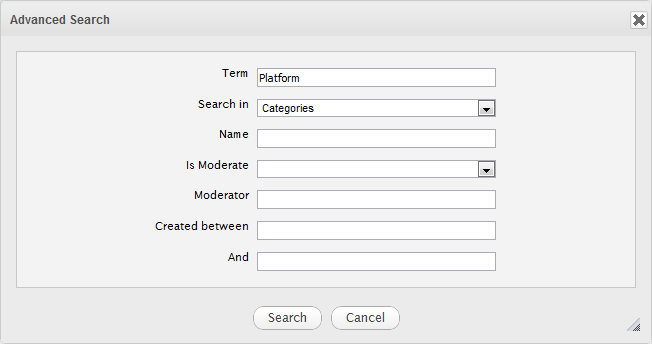 Advanced Search
Term Platform
Search in Categories
Name
Is Moderate
Moderator
Created between
And
Search Cancel